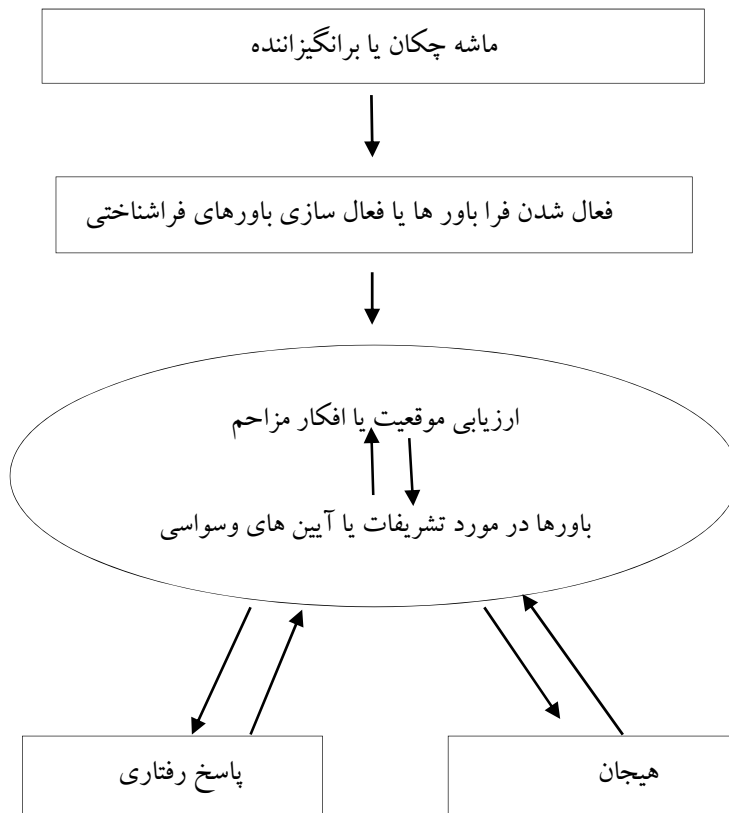 ماشه چکان یا برانگیزاننده
فعال شدن فرا باور ها یا فعال سازی باورهای فراشناختی
ارزیابی موقعیت یا افکار مزاحم
باورها در مورد تشریفات یا آیین های وسواسی
هیجان
پاسخ رفتاری